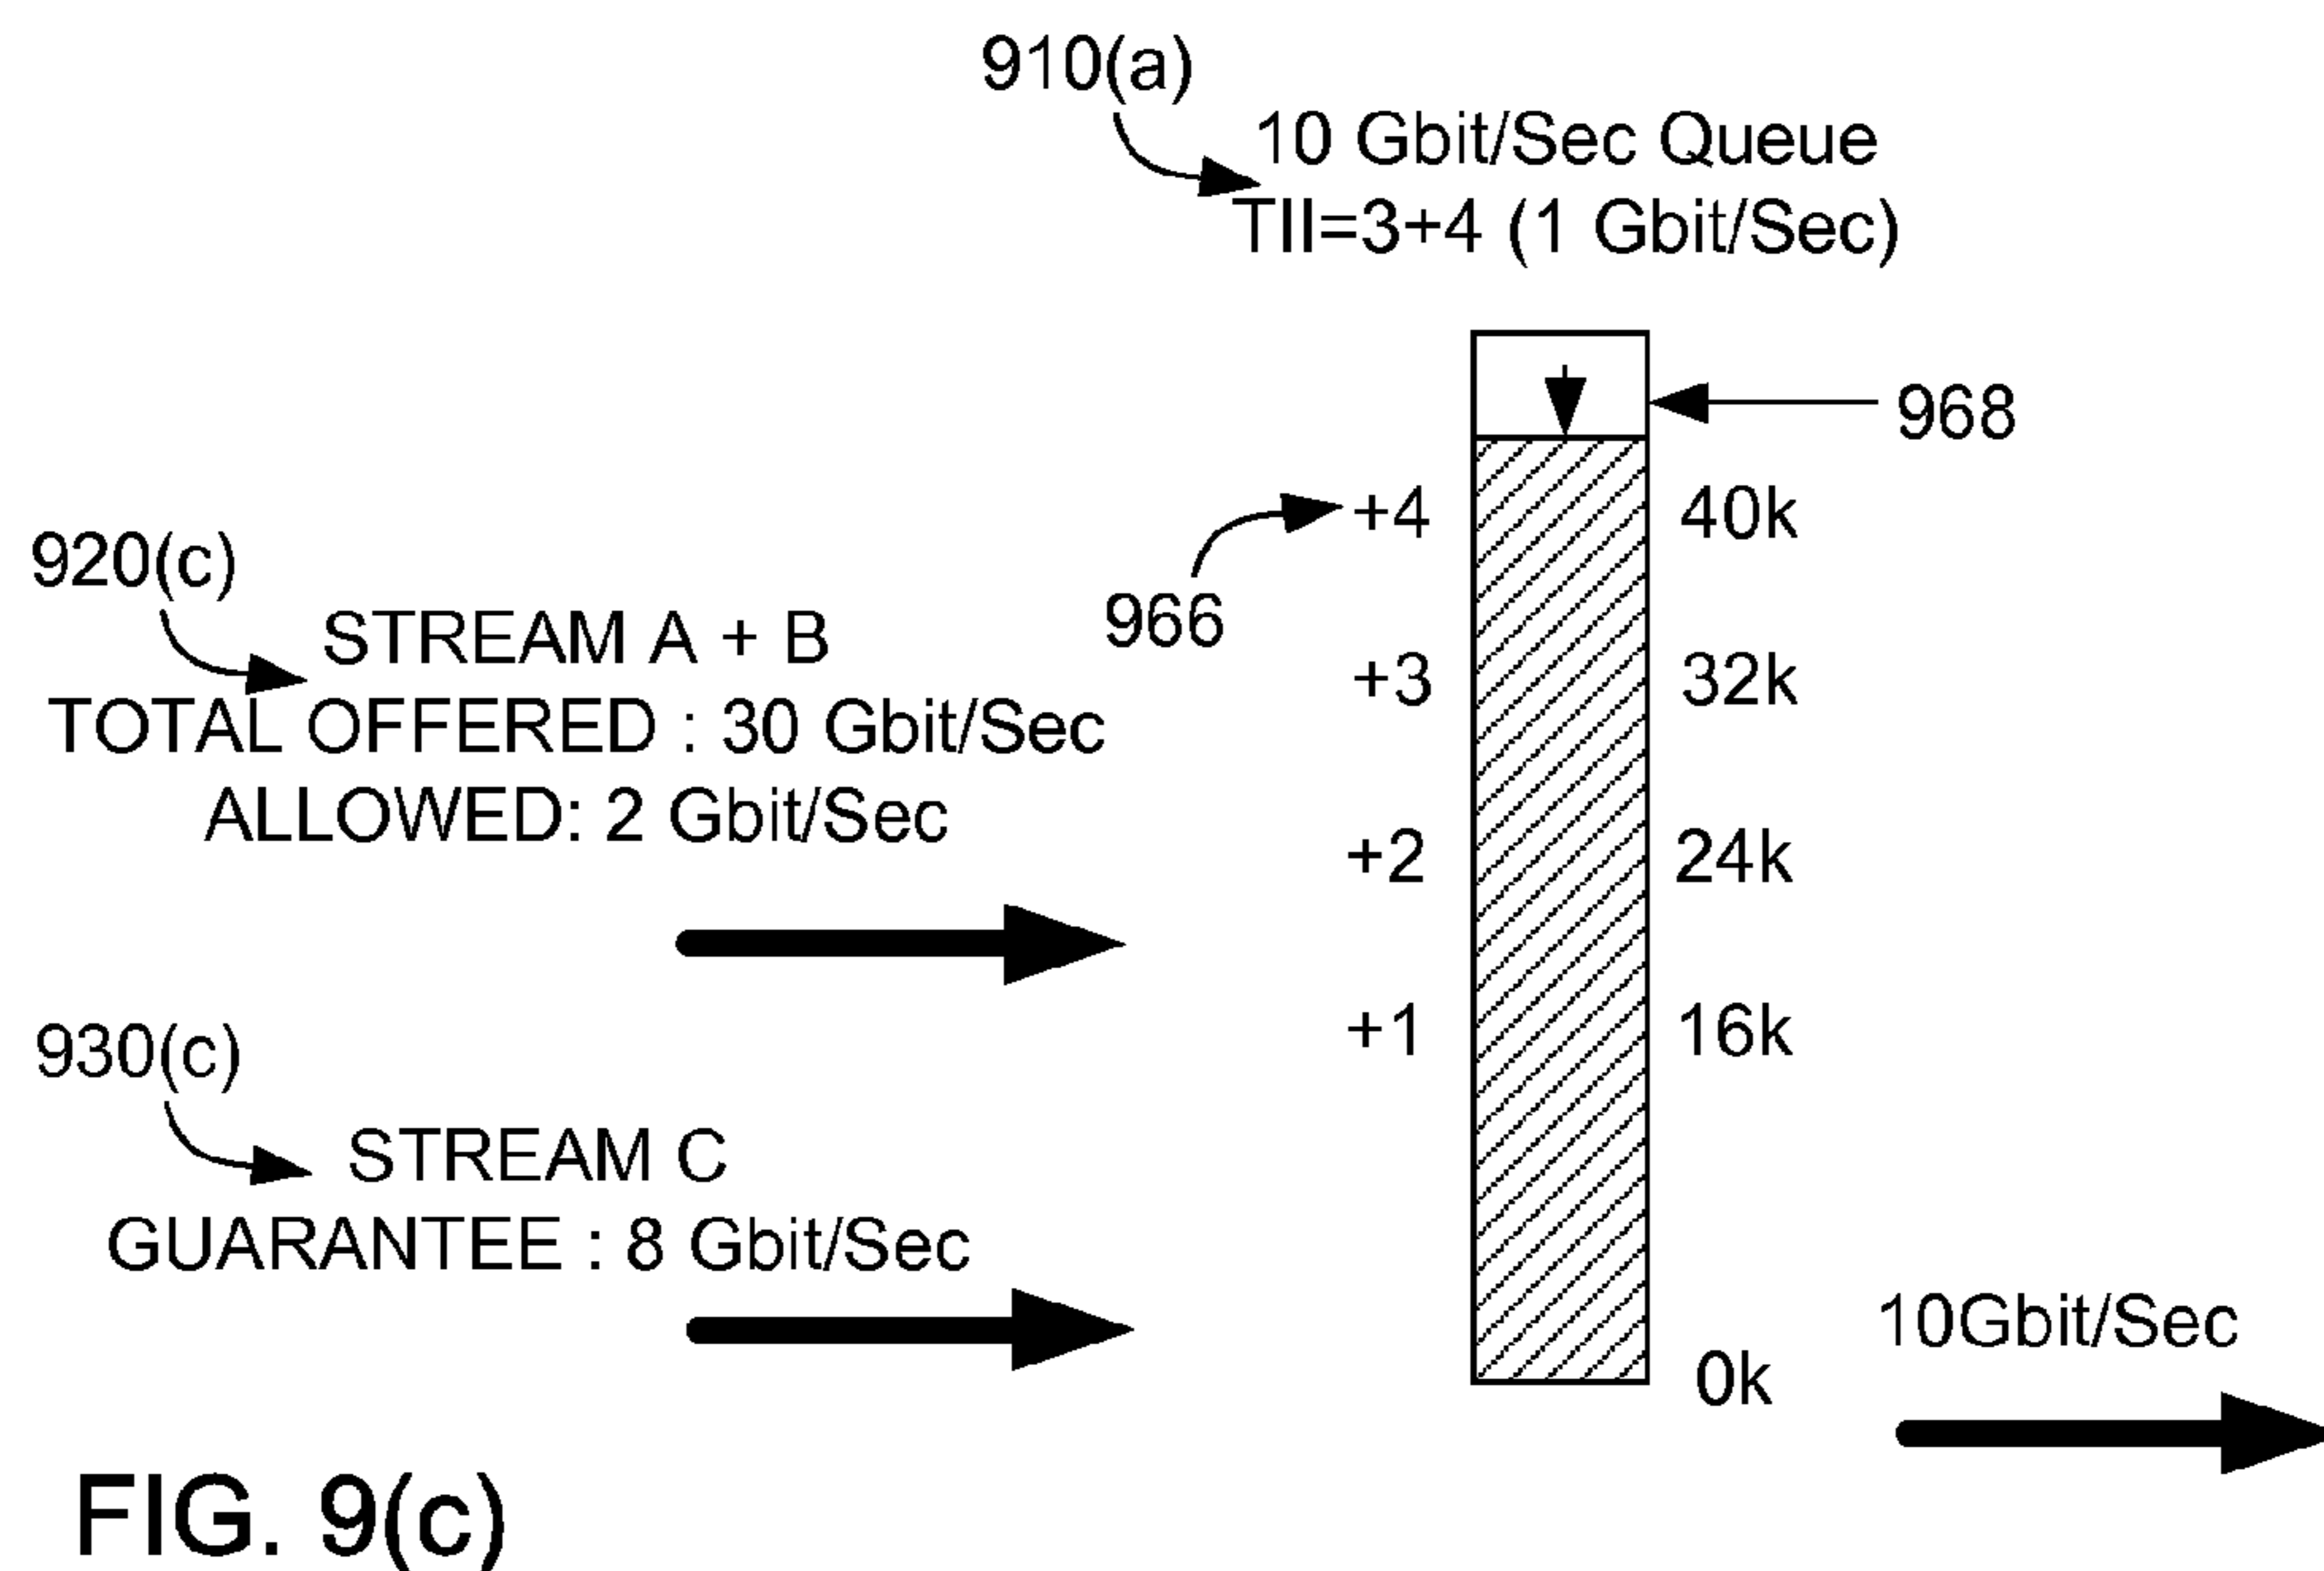 910(a)
10 Gbit/Sec Queue
TII=3+4 (1 Gbit/Sec)
968
+4
40k
966
920(c)
STREAM A + B
TOTAL OFFERED : 30 Gbit/Sec
ALLOWED: 2 Gbit/Sec
+3
32k
+2
24k
+1
16k
930(c)
STREAM C
GUARANTEE : 8 Gbit/Sec
0k
10Gbit/Sec
FIG. 9(c)